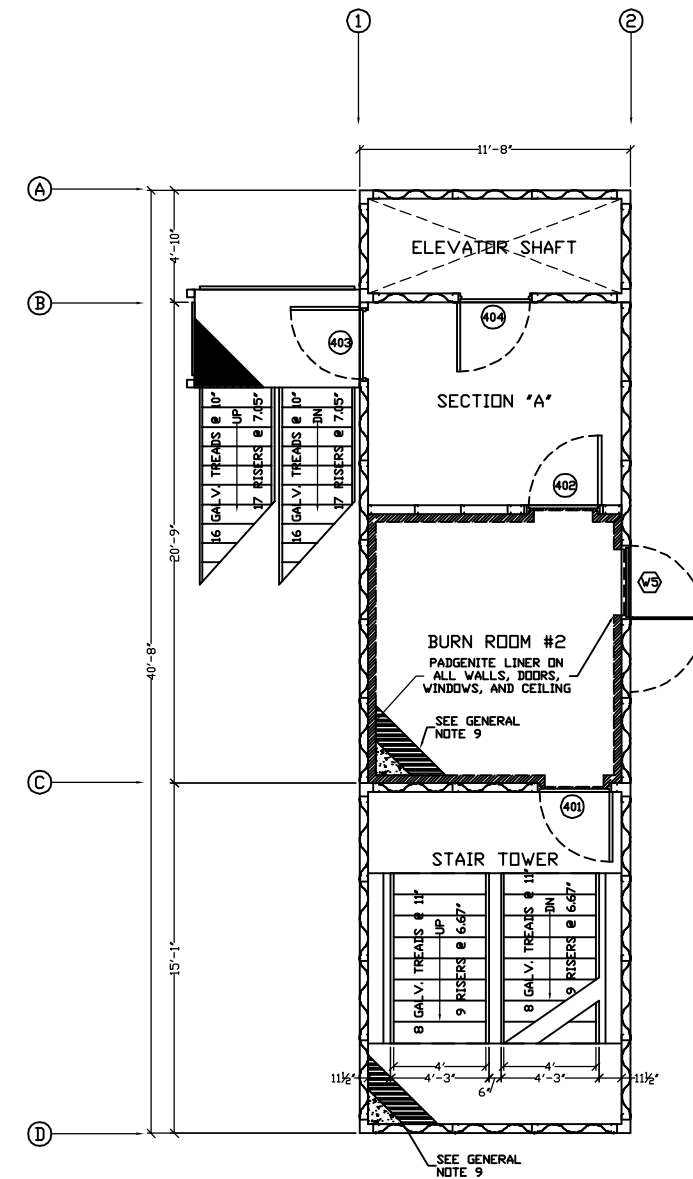 1
2
11'-8"
A
ELEVATOR SHAFT
4'-10"
B
404
403
SECTION "A"
16 GALV. TREADS @ 10"
UP
17 RISERS @ 7.05"
16 GALV. TREADS @ 10"
DN
17 RISERS @ 7.05"
402
20'-9"
W5
BURN ROOM #2
PADGENITE LINER ON
ALL WALLS, DOORS,
WINDOWS, AND CEILING
40'-8"
SEE GENERAL
NOTE 9
C
401
STAIR TOWER
8 GALV. TREADS @ 11"
UP
9 RISERS @ 6.67"
8 GALV. TREADS @ 11"
DN
9 RISERS @ 6.67"
15'-1"
4'
4'
11½"
4'-3"
6"
4'-3"
11½"
D
SEE GENERAL
NOTE 9